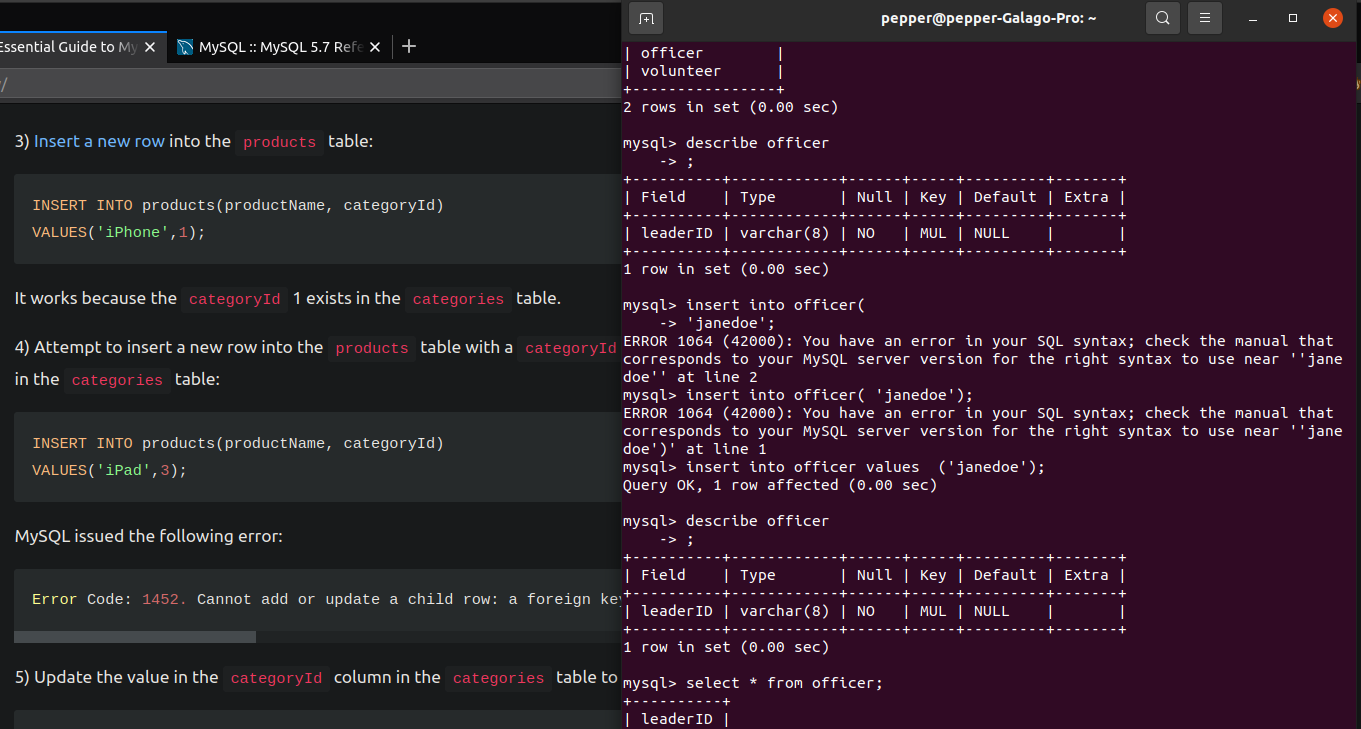 Essential Guide to My
MySQL :: MySQL 5.7 Refe
/
3) Insert a new row into the products table:
INSERT INTO products(productName, categoryId)
VALUES('iPhone',1);
It works because the categoryId 1 exists in the categories table.
4) Attempt to insert a new row into the products table with a categoryId
in the categories table:
INSERT INTO products(productName, categoryId)
VALUES('iPad',3);
MySQL issued the following error:
Error Code: 1452. Cannot add or update a child row: a foreign key
5) Update the value in the categoryId column in the categories table to
pepper@pepper-Galago-Pro: ~
| officer        |
| volunteer      |
+----------------+
2 rows in set (0.00 sec)
mysql> describe officer
    -> ;
+----------+------------+------+-----+---------+-------+
| Field    | Type       | Null | Key | Default | Extra |
+----------+------------+------+-----+---------+-------+
| leaderID | varchar(8) | NO   | MUL | NULL    |       |
+----------+------------+------+-----+---------+-------+
1 row in set (0.00 sec)
mysql> insert into officer(
    -> 'janedoe';
ERROR 1064 (42000): You have an error in your SQL syntax; check the manual that
corresponds to your MySQL server version for the right syntax to use near ''jane
doe'' at line 2
mysql> insert into officer( 'janedoe');
ERROR 1064 (42000): You have an error in your SQL syntax; check the manual that
corresponds to your MySQL server version for the right syntax to use near ''jane
doe')' at line 1
mysql> insert into officer values  ('janedoe');
Query OK, 1 row affected (0.00 sec)
mysql> describe officer
    -> ;
+----------+------------+------+-----+---------+-------+
| Field    | Type       | Null | Key | Default | Extra |
+----------+------------+------+-----+---------+-------+
| leaderID | varchar(8) | NO   | MUL | NULL    |       |
+----------+------------+------+-----+---------+-------+
1 row in set (0.00 sec)
mysql> select * from officer;
+----------+
| leaderID |